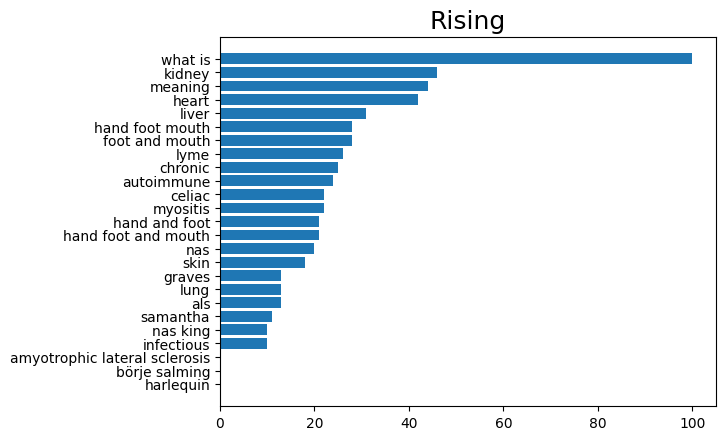 Rising
what is
kidney
meaning
heart
liver
hand foot mouth
foot and mouth
lyme
chronic
autoimmune
celiac
myositis
hand and foot
hand foot and mouth
nas
skin
graves
lung
als
samantha
nas king
infectious
amyotrophic lateral sclerosis
börje salming
harlequin
0 20 40 60 80 100